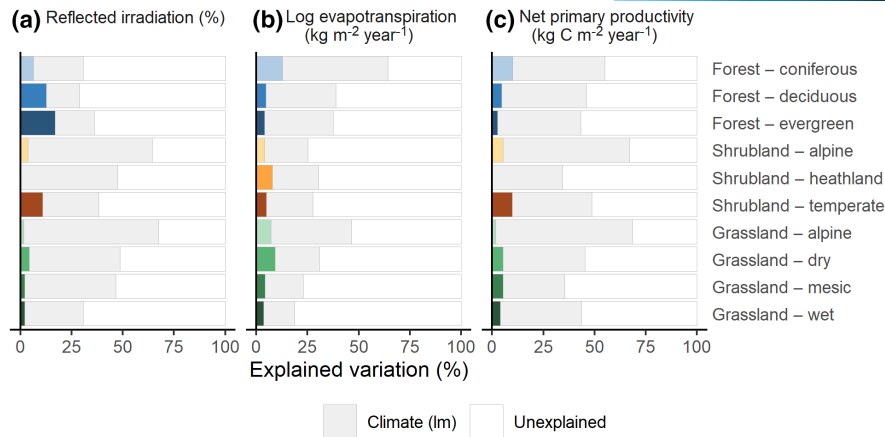 (a) Reflected irradiation (%)
(b) Log evapotranspiration
(kg m⁻² year⁻¹)
(c) Net primary productivity
(kg C m⁻² year⁻¹)
Forest – coniferous
Forest – deciduous
Forest – evergreen
Shrubland – alpine
Shrubland – heathland
Shrubland – temperate
Grassland – alpine
Grassland – dry
Grassland – mesic
Grassland – wet
0 25 50 75 100
0 25 50 75 100
0 25 50 75 100
Explained variation (%)
Climate (lm) Unexplained